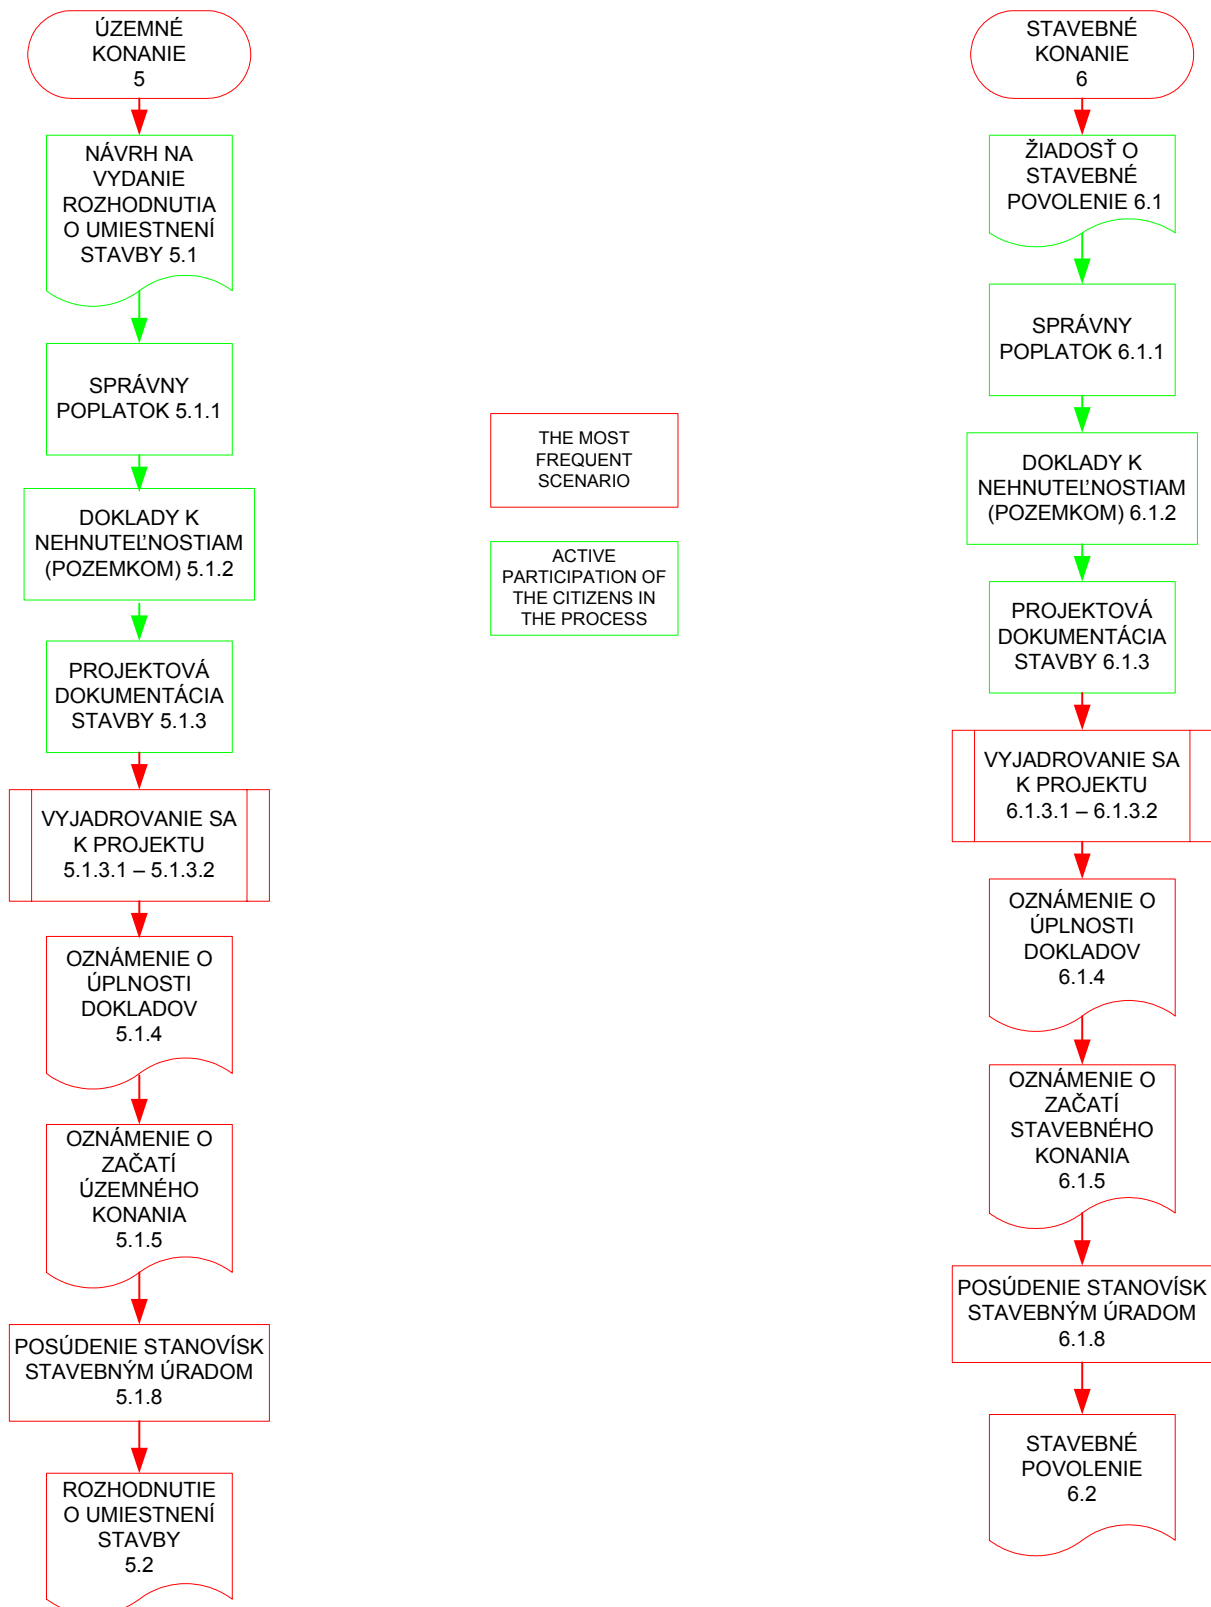 ÚZEMNÉ
KONANIE
5
NÁVRH NA
VYDANIE
ROZHODNUTIA
O UMIESTNENÍ
STAVBY 5.1
SPRÁVNY
POPLATOK 5.1.1
DOKLADY K
NEHNUTEĽNOSTIAM
(POZEMKOM) 5.1.2
PROJEKTOVÁ
DOKUMENTÁCIA
STAVBY 5.1.3
VYJADROVANIE SA
K PROJEKTU
5.1.3.1 – 5.1.3.2
OZNÁMENIE O
ÚPLNOSTI
DOKLADOV
5.1.4
OZNÁMENIE O
ZAČATÍ
ÚZEMNÉHO
KONANIA
5.1.5
POSÚDENIE STANOVÍSK
STAVEBNÝM ÚRADOM
5.1.8
ROZHODNUTIE
O UMIESTNENÍ
STAVBY
5.2
THE MOST
FREQUENT
SCENARIO
ACTIVE
PARTICIPATION OF
THE CITIZENS IN
THE PROCESS
STAVEBNÉ
KONANIE
6
ŽIADOSŤ O
STAVEBNÉ
POVOLENIE 6.1
SPRÁVNY
POPLATOK 6.1.1
DOKLADY K
NEHNUTEĽNOSTIAM
(POZEMKOM) 6.1.2
PROJEKTOVÁ
DOKUMENTÁCIA
STAVBY 6.1.3
VYJADROVANIE SA
K PROJEKTU
6.1.3.1 – 6.1.3.2
OZNÁMENIE O
ÚPLNOSTI
DOKLADOV
6.1.4
OZNÁMENIE O
ZAČATÍ
STAVEBNÉHO
KONANIA
6.1.5
POSÚDENIE STANOVÍSK
STAVEBNÝM ÚRADOM
6.1.8
STAVEBNÉ
POVOLENIE
6.2